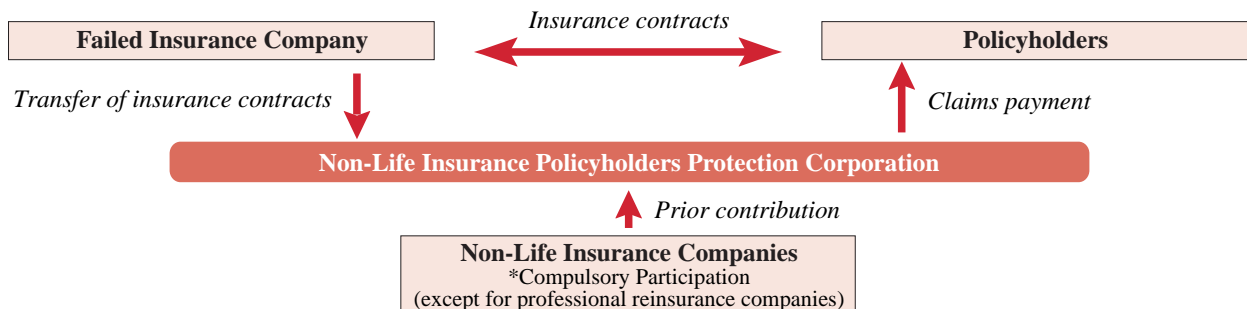 Insurance contracts
Failed Insurance Company
Policyholders
Transfer of insurance contracts
Claims payment
Non-Life Insurance Policyholders Protection Corporation
Prior contribution
Non-Life Insurance Companies
*Compulsory Participation
(except for professional reinsurance companies)